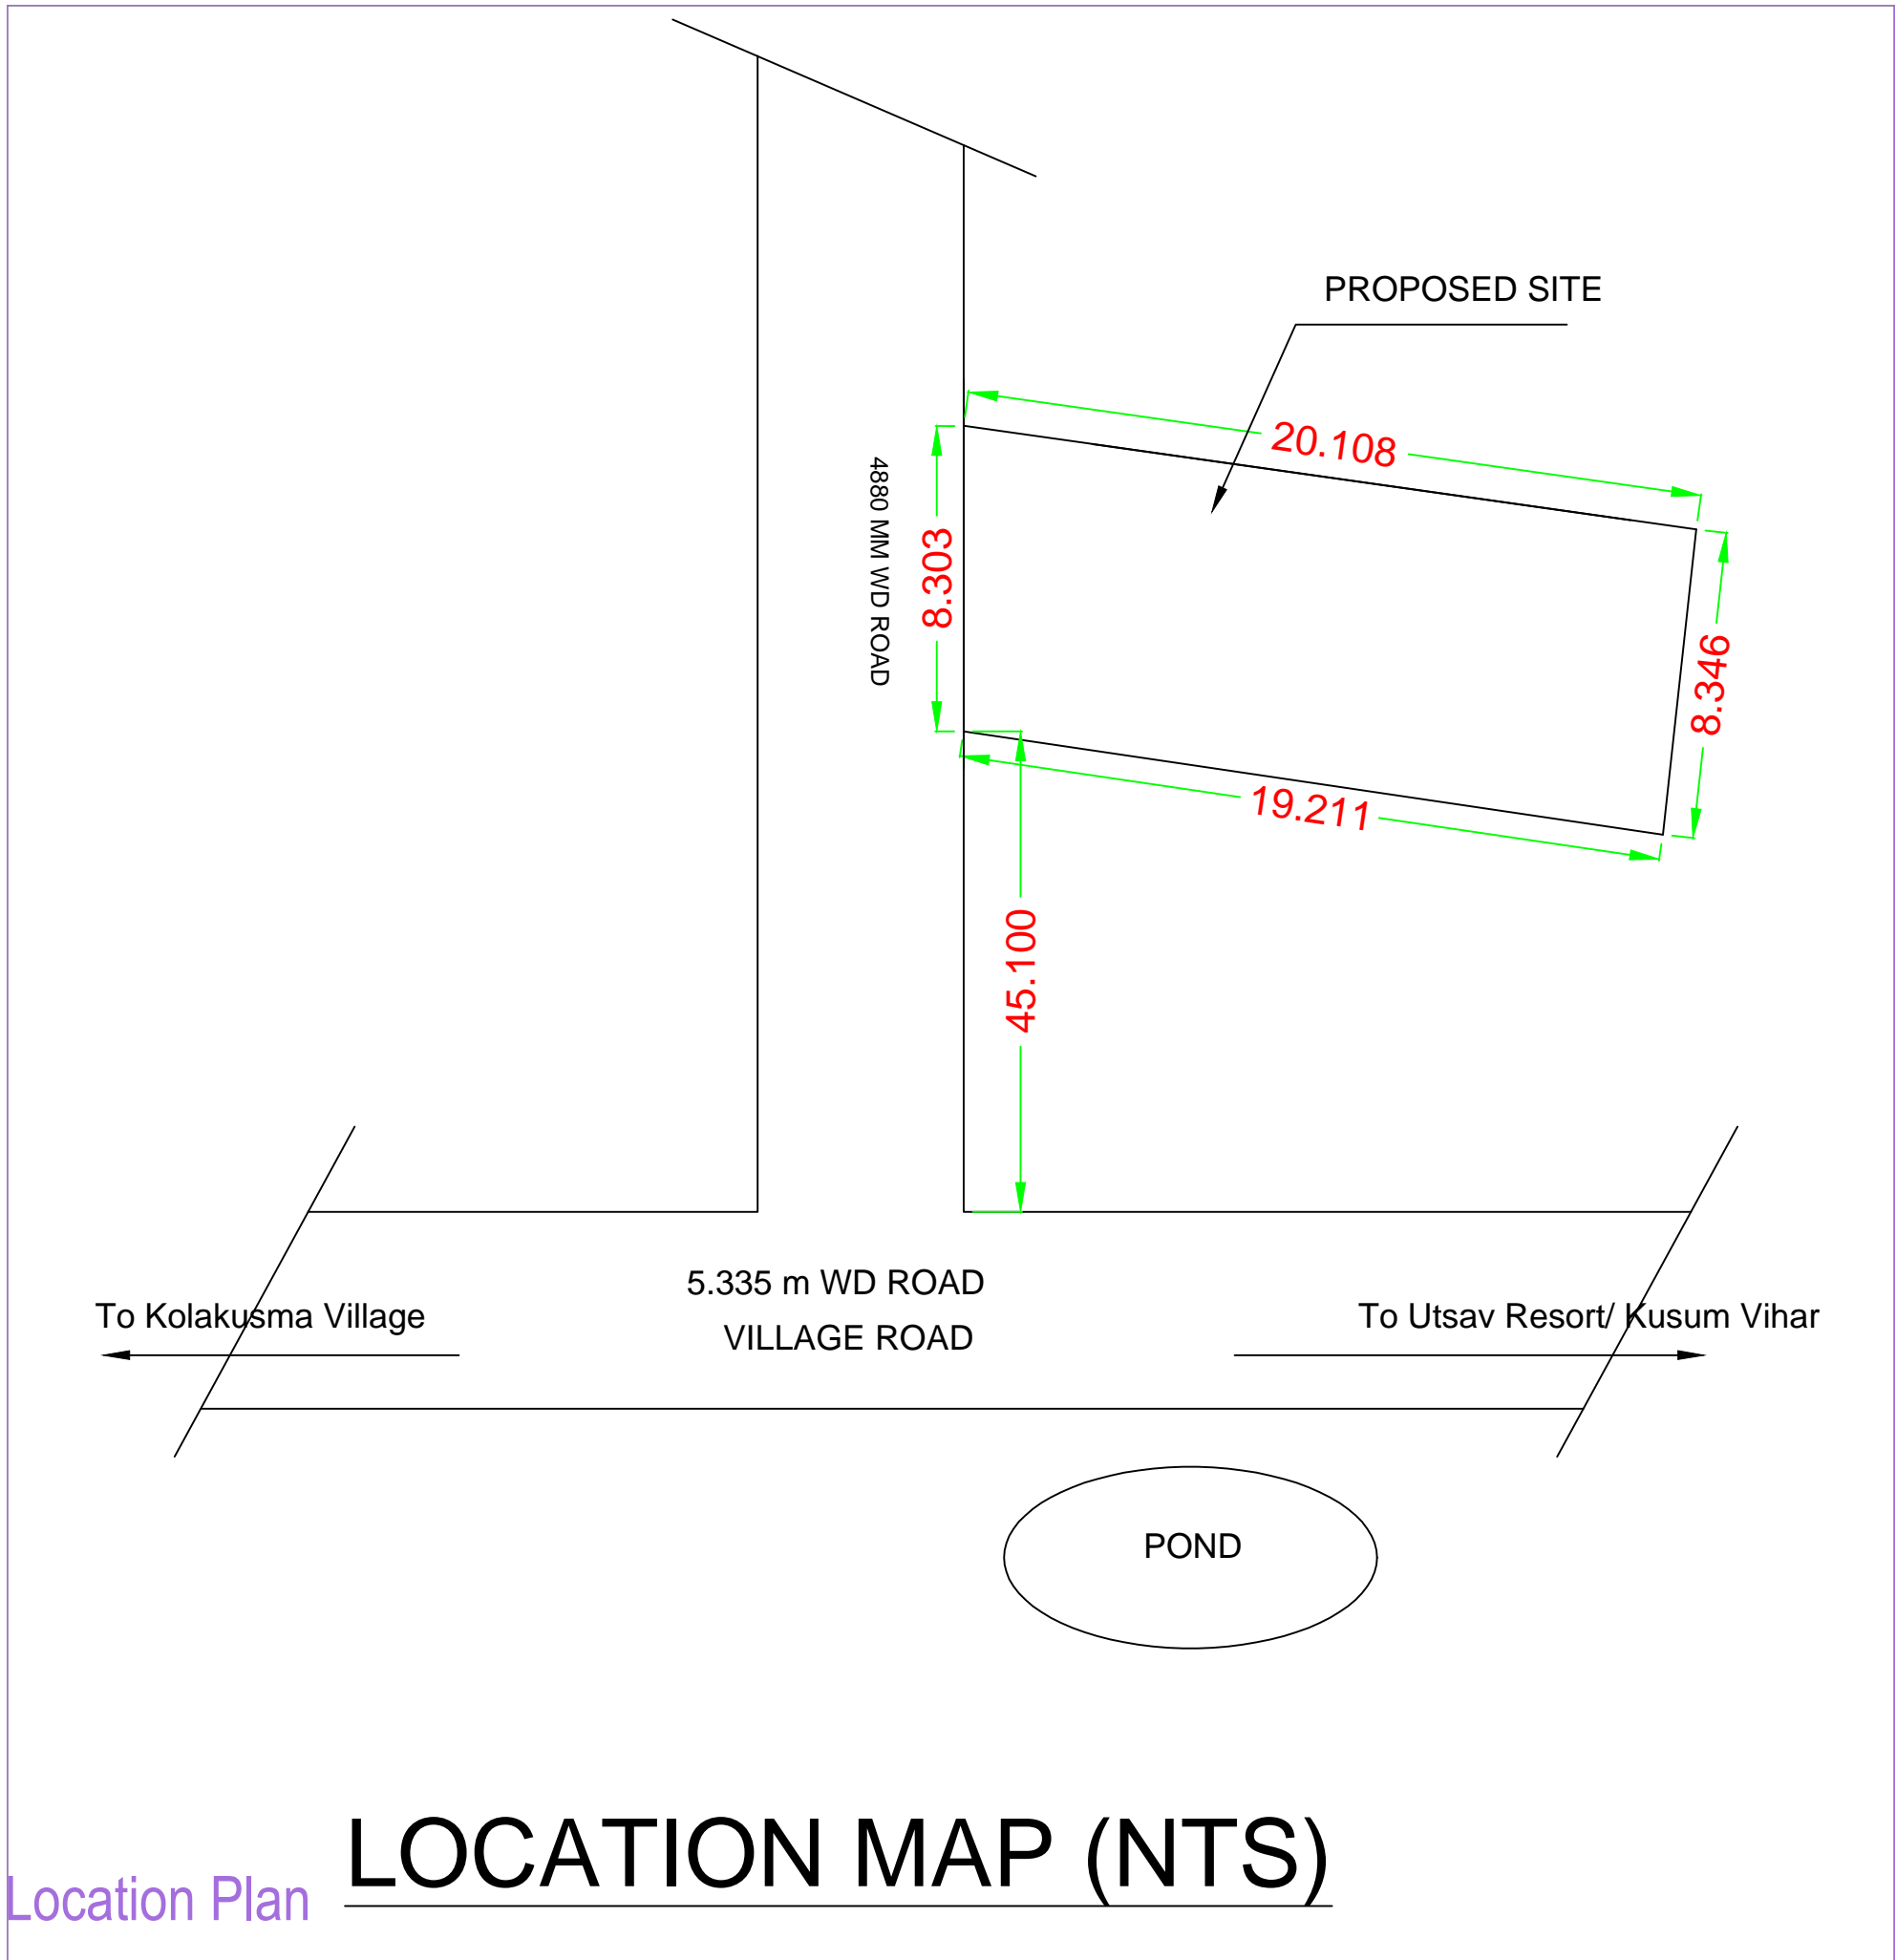 PROPOSED SITE
20.108
4880 MM WD ROAD
8.303
8.346
19.211
45.100
5.335 m WD ROAD
To Kolakusma Village
To Utsav Resort/ Kusum Vihar
VILLAGE ROAD
POND
LOCATION MAP (NTS)
Location Plan